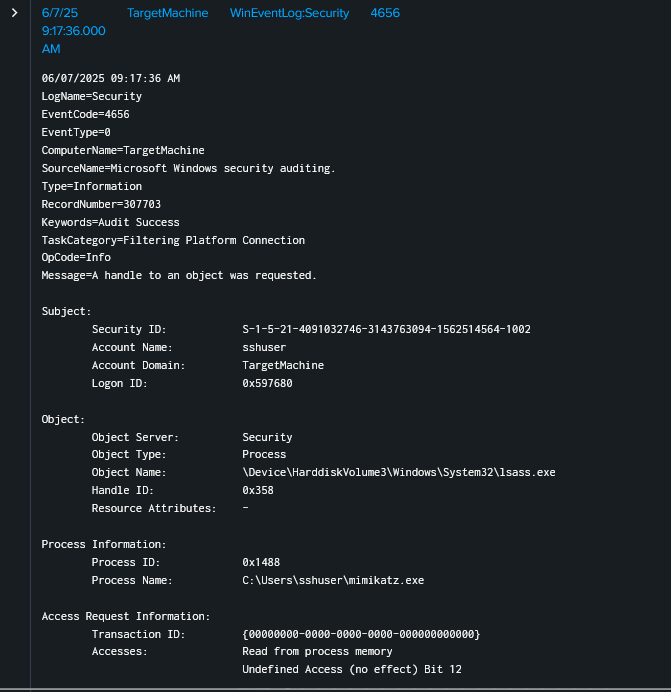 6/7/25 TargetMachine WinEventLog:Security 4656
9:17:36.000
AM
06/07/2025 09:17:36 AM
LogName=Security
EventCode=4656
EventType=0
ComputerName=TargetMachine
SourceName=Microsoft Windows security auditing.
Type=Information
RecordNumber=307703
Keywords=Audit Success
TaskCategory=Filtering Platform Connection
OpCode=Info
Message=A handle to an object was requested.
Subject:
Security ID: S-1-5-21-4091032746-3143763094-1562514564-1002
Account Name: sshuser
Account Domain: TargetMachine
Logon ID: 0x597680
Object:
Object Server: Security
Object Type: Process
Object Name: \Device\HarddiskVolume3\Windows\System32\lsass.exe
Handle ID: 0x358
Resource Attributes: -
Process Information:
Process ID: 0x1488
Process Name: C:\Users\sshuser\mimikatz.exe
Access Request Information:
Transaction ID: {00000000-0000-0000-0000-000000000000}
Accesses: Read from process memory
Undefined Access (no effect) Bit 12